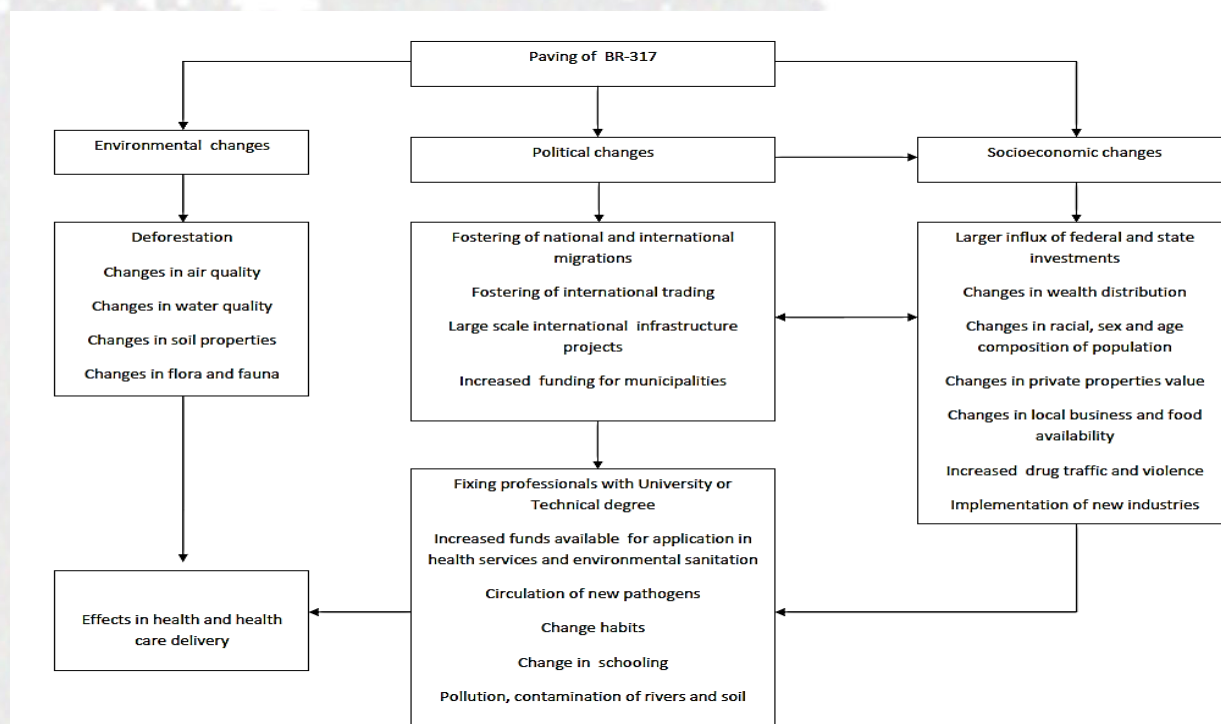 Paving of BR-317
Environmental changes
Political changes
Socioeconomic changes
Deforestation
Changes in air quality
Changes in water quality
Changes in soil properties
Changes in flora and fauna
Fostering of national and international
migrations
Fostering of international trading
Large scale international infrastructure
projects
Increased funding for municipalities
Larger influx of federal and state
investments
Changes in wealth distribution
Changes in racial, sex and age
composition of population
Changes in private properties value
Changes in local business and food
availability
Increased drug traffic and violence
Implementation of new industries
Fixing professionals with University or
Technical degree
Increased funds available for application in
health services and environmental sanitation
Circulation of new pathogens
Change habits
Change in schooling
Pollution, contamination of rivers and soil
Effects in health and health
care delivery